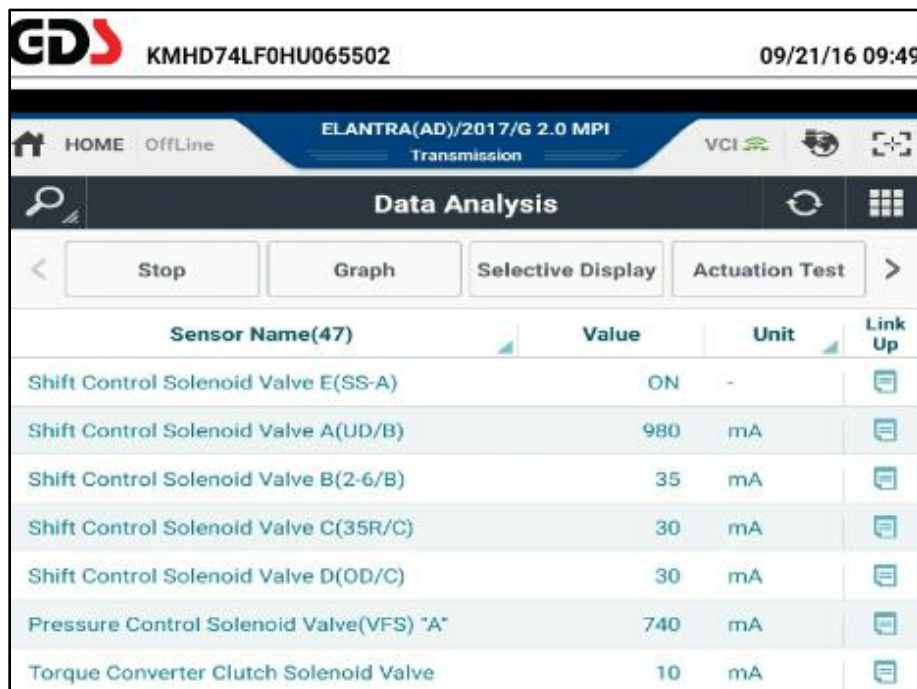 GDS KMHD74LF0HU065502 09/21/16 09:49
ELANTRA(AD)/2017/G 2.0 MPI
HOME OffLine VCI
Transmission
Data Analysis
< Stop Graph Selective Display Actuation Test >
Sensor Name(47) Value Unit Link Up
Shift Control Solenoid Valve E(SS-A) ON -
Shift Control Solenoid Valve A(UD/B) 980 mA
Shift Control Solenoid Valve B(2-6/B) 35 mA
Shift Control Solenoid Valve C(35R/C) 30 mA
Shift Control Solenoid Valve D(OD/C) 30 mA
Pressure Control Solenoid Valve(VFS) "A" 740 mA
Torque Converter Clutch Solenoid Valve 10 mA